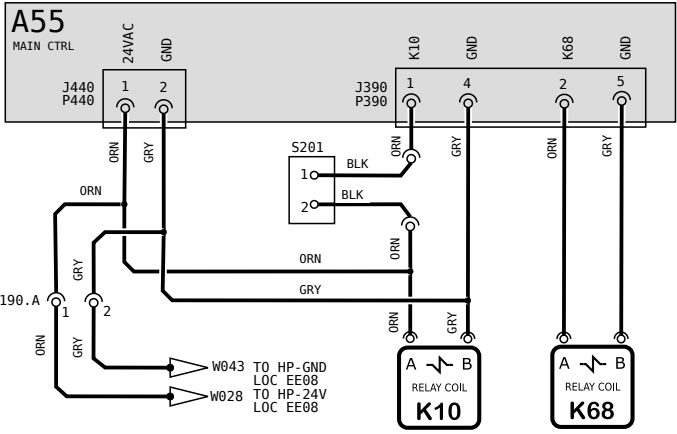 A55
MAIN CTRL
24VAC
GND
K10
GND
K68
GND
J440
P440
1
2
J390
P390
1
4
2
5
ORN
GRY
ORN
GRY
ORN
GRY
S201
1
BLK
2
BLK
ORN
ORN
ORN
GRY
GRY
190.A
1
2
ORN
GRY
ORN
GRY
W043 TO HP-GND
LOC EE08
W028 TO HP-24V
LOC EE08
A B
RELAY COIL
K10
A B
RELAY COIL
K68